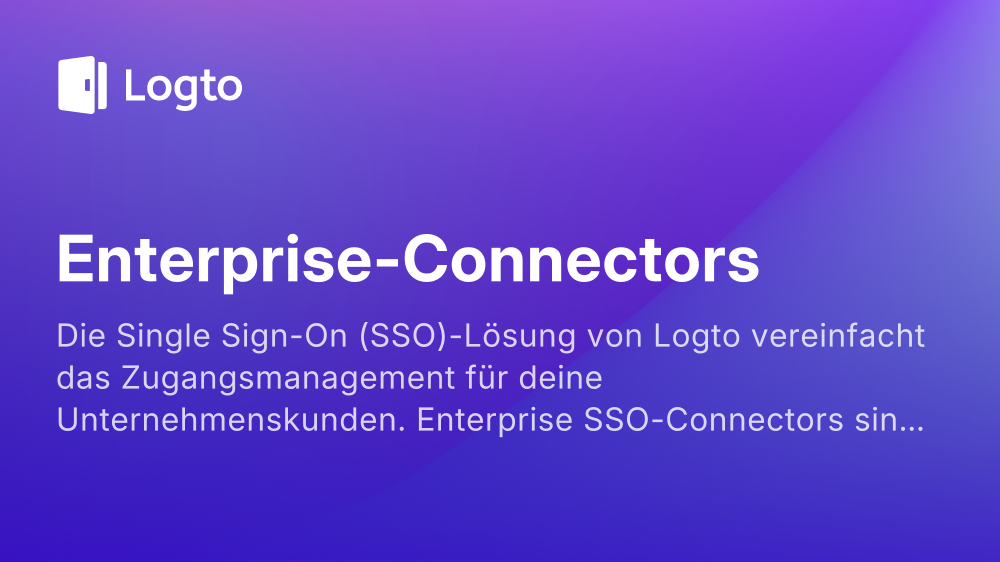 Logto
Enterprise-Connectors
Die Single Sign-On (SSO)-Lösung von Logto vereinfacht
das Zugangsmanagement für deine
Unternehmenskunden. Enterprise SSO-Connectors sin...